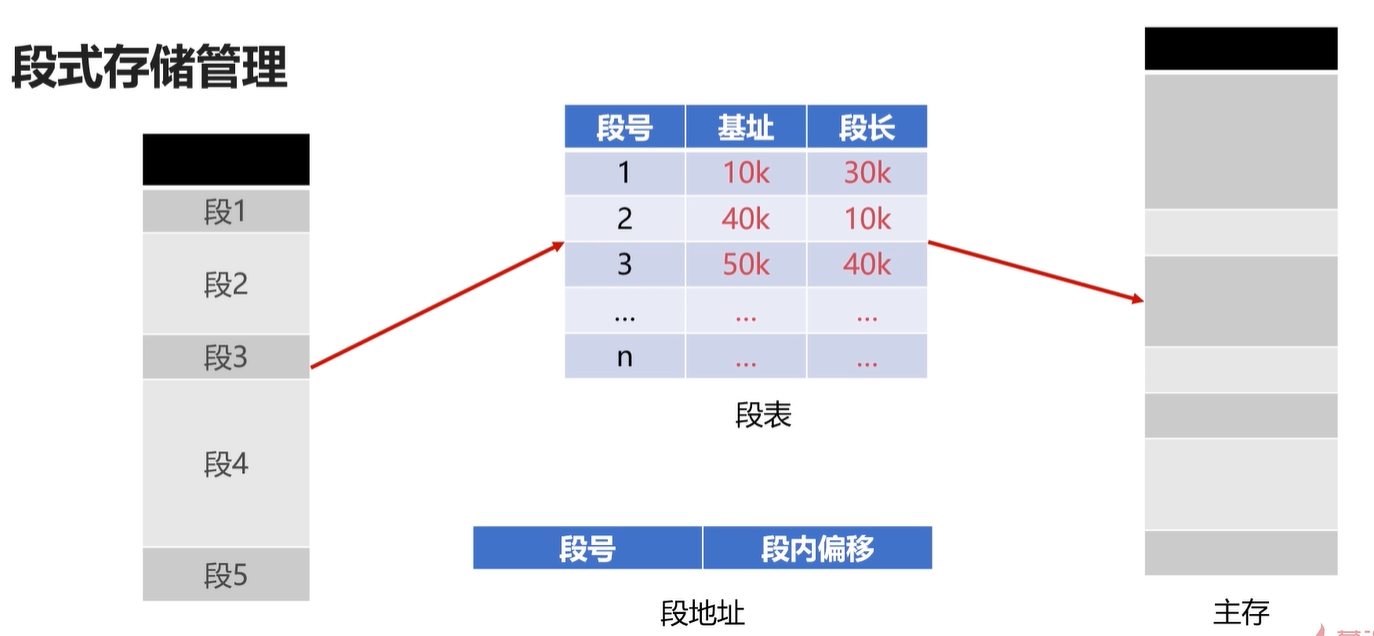 段式存储管理
段1
段2
段3
段4
段5
段号 基址 段长
1 10k 30k
2 40k 10k
3 50k 40k
... ... ...
n ... ...
段表
段号 段内偏移
段地址
主存